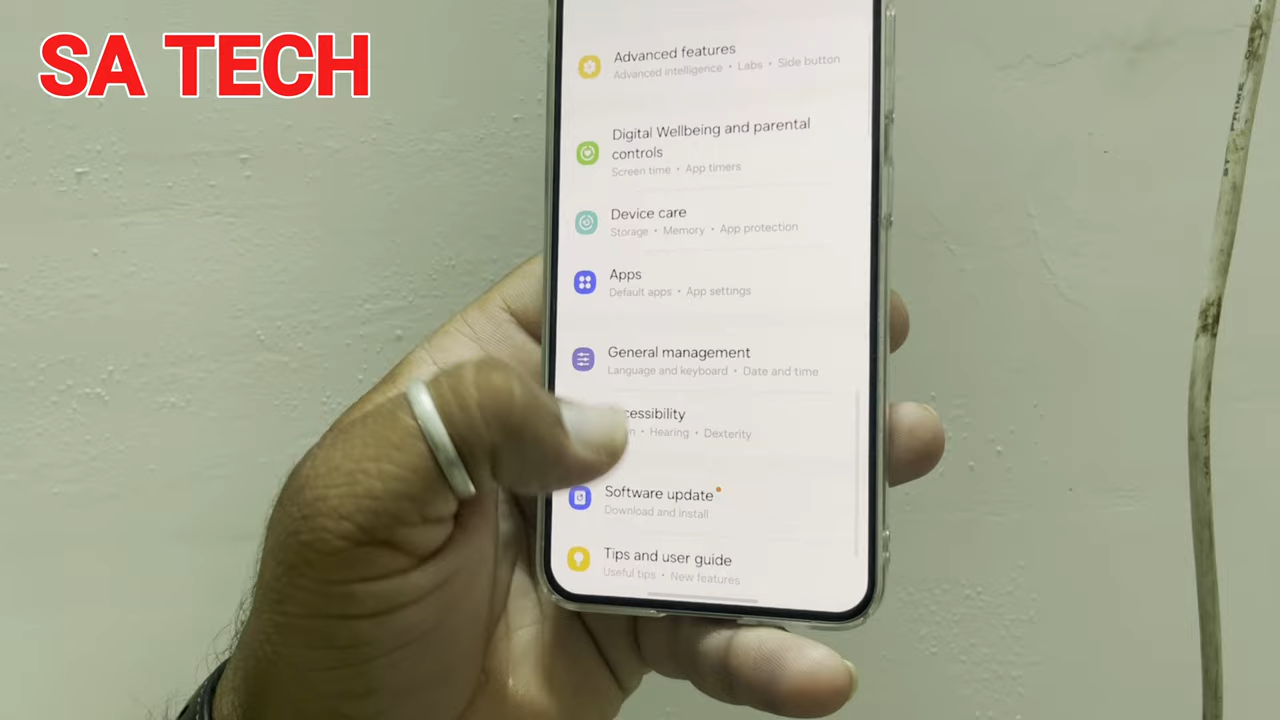 SA TECH
Advanced features
Advanced intelligence • Labs • Side button
Digital Wellbeing and parental
controls
Screen time • App timers
Device care
Storage • Memory • App protection
Apps
Default apps • App settings
General management
Language and keyboard • Date and time
cessibility
n • Hearing • Dexterity
Software update
Download and install
Tips and user guide
Useful tips • New features
PRIME